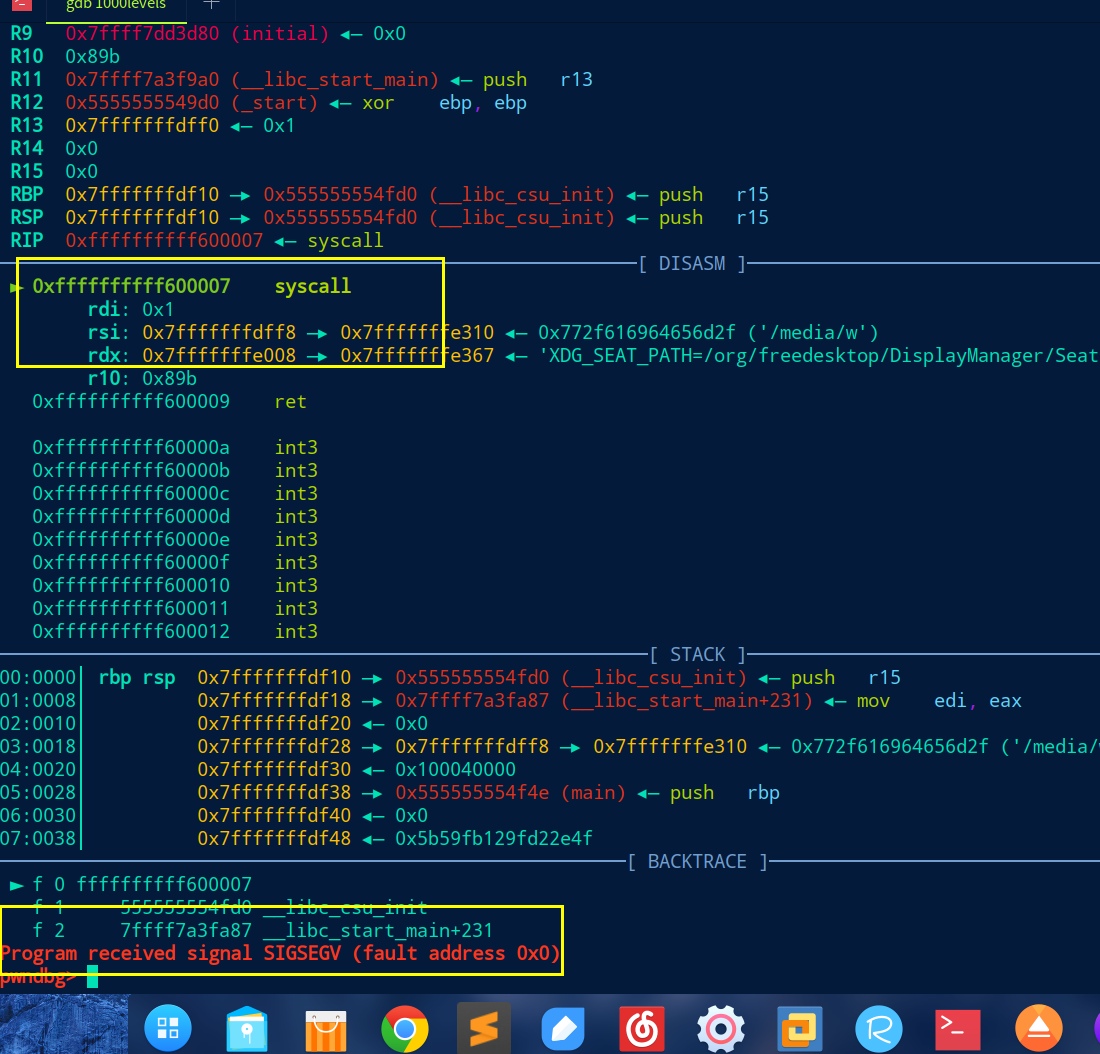 gdb 1000levels
R9 0x7ffff7dd3d80 (initial) ◂— 0x0
R10 0x89b
R11 0x7ffff7a3f9a0 (__libc_start_main) ◂— push r13
R12 0x5555555549d0 (_start) ◂— xor ebp, ebp
R13 0x7fffffffdff0 ◂— 0x1
R14 0x0
R15 0x0
RBP 0x7fffffffdf10 —▸ 0x555555554fd0 (__libc_csu_init) ◂— push r15
RSP 0x7fffffffdf10 —▸ 0x555555554fd0 (__libc_csu_init) ◂— push r15
RIP 0xffffffffff600007 ◂— syscall
[ DISASM ]
► 0xffffffffff600007 syscall
rdi: 0x1
rsi: 0x7fffffffdff8 —▸ 0x7fffffffe310 ◂— 0x772f616964656d2f ('/media/w')
rdx: 0x7fffffffe008 —▸ 0x7fffffffe367 ◂— 'XDG_SEAT_PATH=/org/freedesktop/DisplayManager/Seat
r10: 0x89b
0xffffffffff600009 ret
0xffffffffff60000a int3
0xffffffffff60000b int3
0xffffffffff60000c int3
0xffffffffff60000d int3
0xffffffffff60000e int3
0xffffffffff60000f int3
0xffffffffff600010 int3
0xffffffffff600011 int3
0xffffffffff600012 int3
[ STACK ]
00:0000│ rbp rsp 0x7fffffffdf10 —▸ 0x555555554fd0 (__libc_csu_init) ◂— push r15
01:0008│ 0x7fffffffdf18 —▸ 0x7ffff7a3fa87 (__libc_start_main+231) ◂— mov edi, eax
02:0010│ 0x7fffffffdf20 ◂— 0x0
03:0018│ 0x7fffffffdf28 —▸ 0x7fffffffdff8 —▸ 0x7fffffffe310 ◂— 0x772f616964656d2f ('/media/
04:0020│ 0x7fffffffdf30 ◂— 0x100040000
05:0028│ 0x7fffffffdf38 —▸ 0x555555554f4e (main) ◂— push rbp
06:0030│ 0x7fffffffdf40 ◂— 0x0
07:0038│ 0x7fffffffdf48 ◂— 0x5b59fb129fd22e4f
[ BACKTRACE ]
► f 0 ffffffffff600007
f 1 555555554fd0 __libc_csu_init
f 2 7ffff7a3fa87 __libc_start_main+231
Program received signal SIGSEGV (fault address 0x0)
pwndbg>